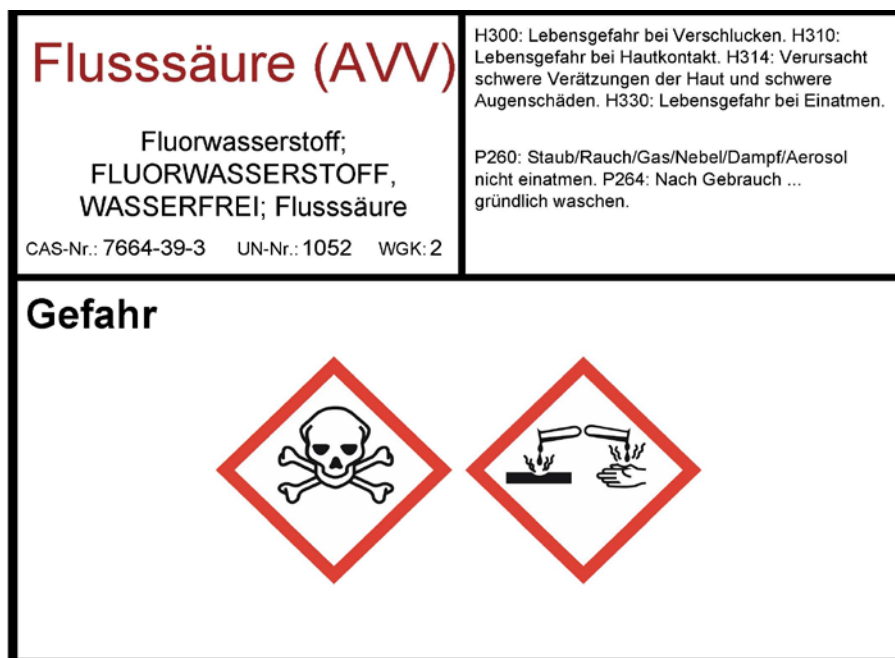 Flusssäure (AVV)
Fluorwasserstoff;
FLUORWASSERSTOFF,
WASSERFREI; Flusssäure
CAS-Nr.: 7664-39-3 UN-Nr.: 1052 WGK: 2
H300: Lebensgefahr bei Verschlucken. H310:
Lebensgefahr bei Hautkontakt. H314: Verursacht
schwere Verätzungen der Haut und schwere
Augenschäden. H330: Lebensgefahr bei Einatmen.
P260: Staub/Rauch/Gas/Nebel/Dampf/Aerosol
nicht einatmen. P264: Nach Gebrauch ...
gründlich waschen.
Gefahr